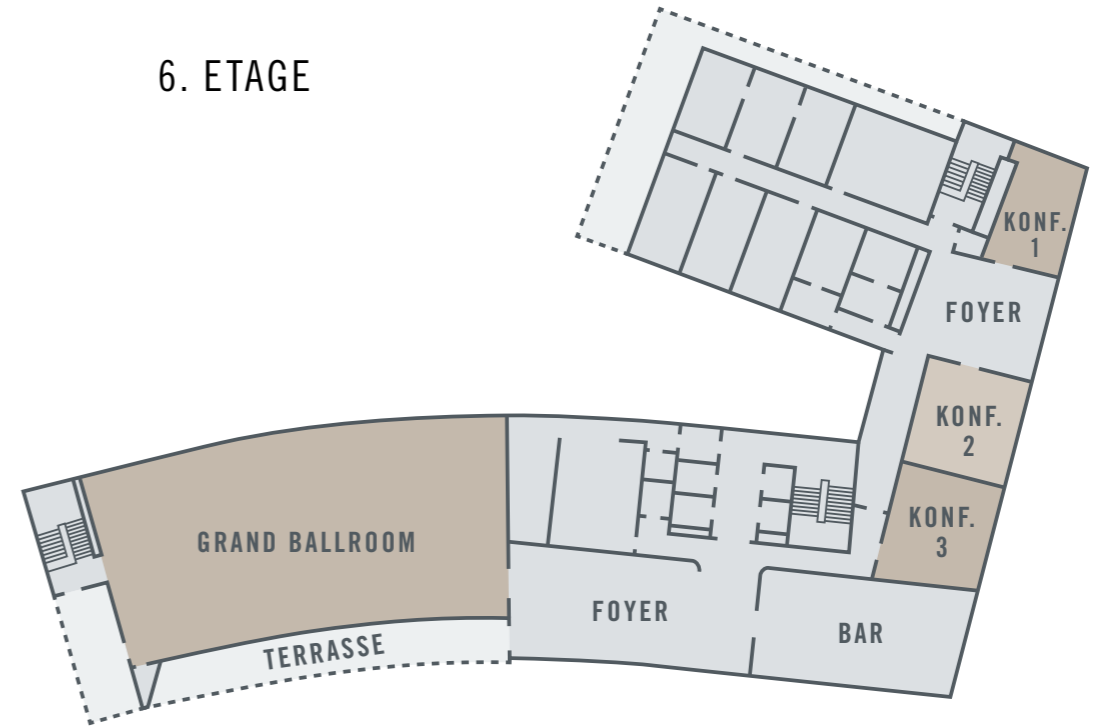 6. ETAGE
KONF.
1
FOYER
KONF.
2
KONF.
3
GRAND BALLROOM
FOYER
BAR
TERRASSE